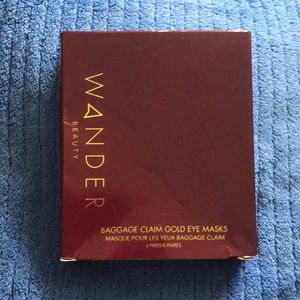 WANDER
BEAUTY
BAGGAGE CLAIM GOLD EYE MASKS
MASQUE POUR LES YEUX BAGGAGE CLAIM
6 PAIRS/6 PAIRES